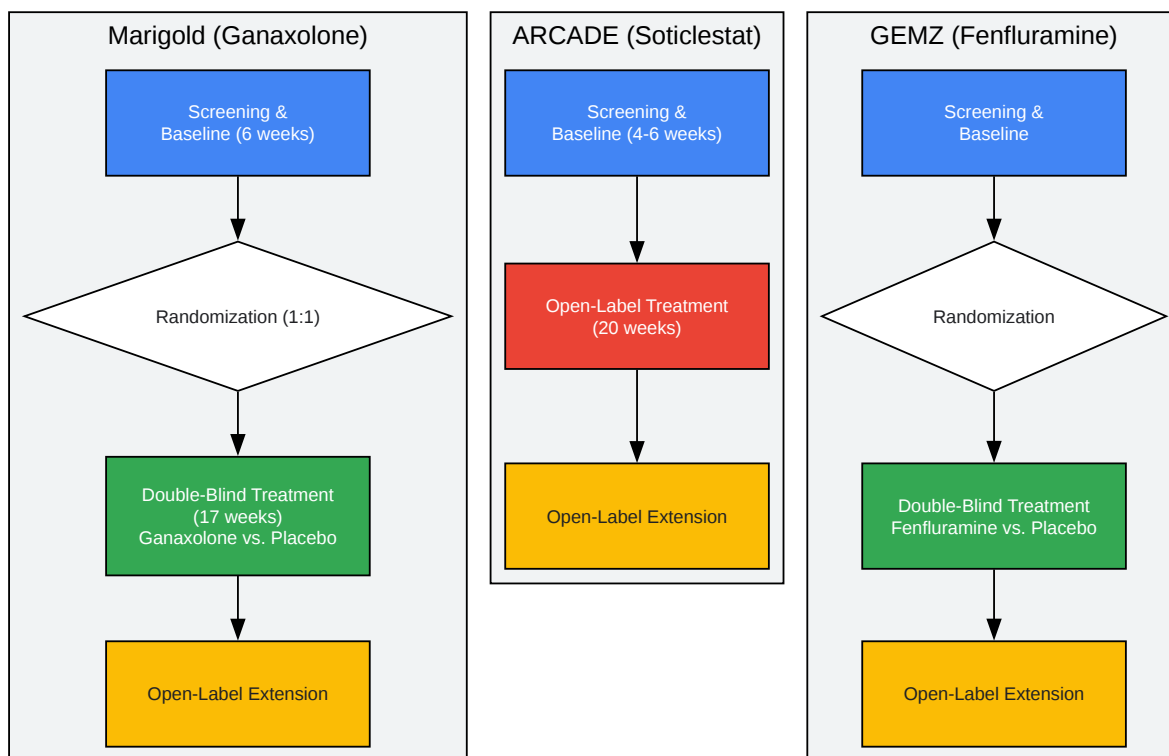 Marigold (Ganaxolone)
Screening &
Baseline (6 weeks)
Randomization (1:1)
Double-Blind Treatment
(17 weeks)
Ganaxolone vs. Placebo
Open-Label Extension
ARCADE (Soticlestat)
Screening &
Baseline (4-6 weeks)
Open-Label Treatment
(20 weeks)
Open-Label Extension
GEMZ (Fenfluramine)
Screening &
Baseline
Randomization
Double-Blind Treatment
Fenfluramine vs. Placebo
Open-Label Extension